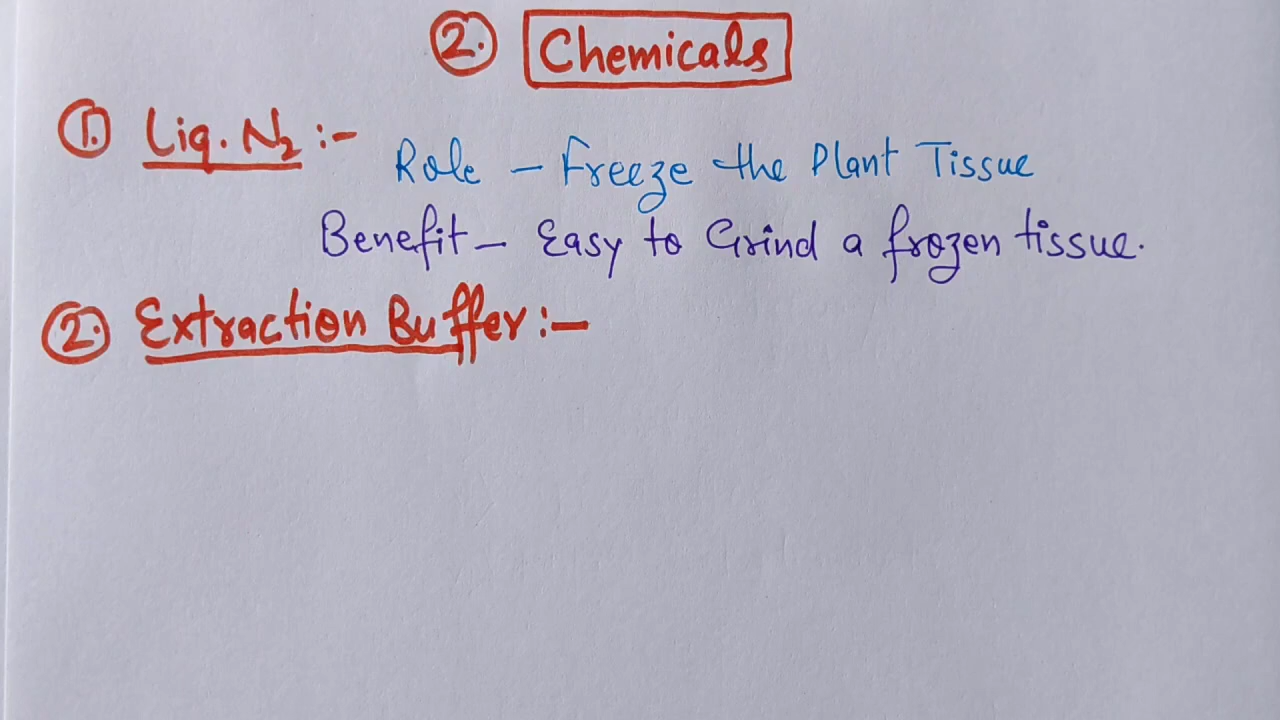 2. Chemicals
1. Liq. N2 :-
Role - Freeze the Plant Tissue
Benefit - Easy to Grind a frozen tissue.
2. Extraction Buffer :-